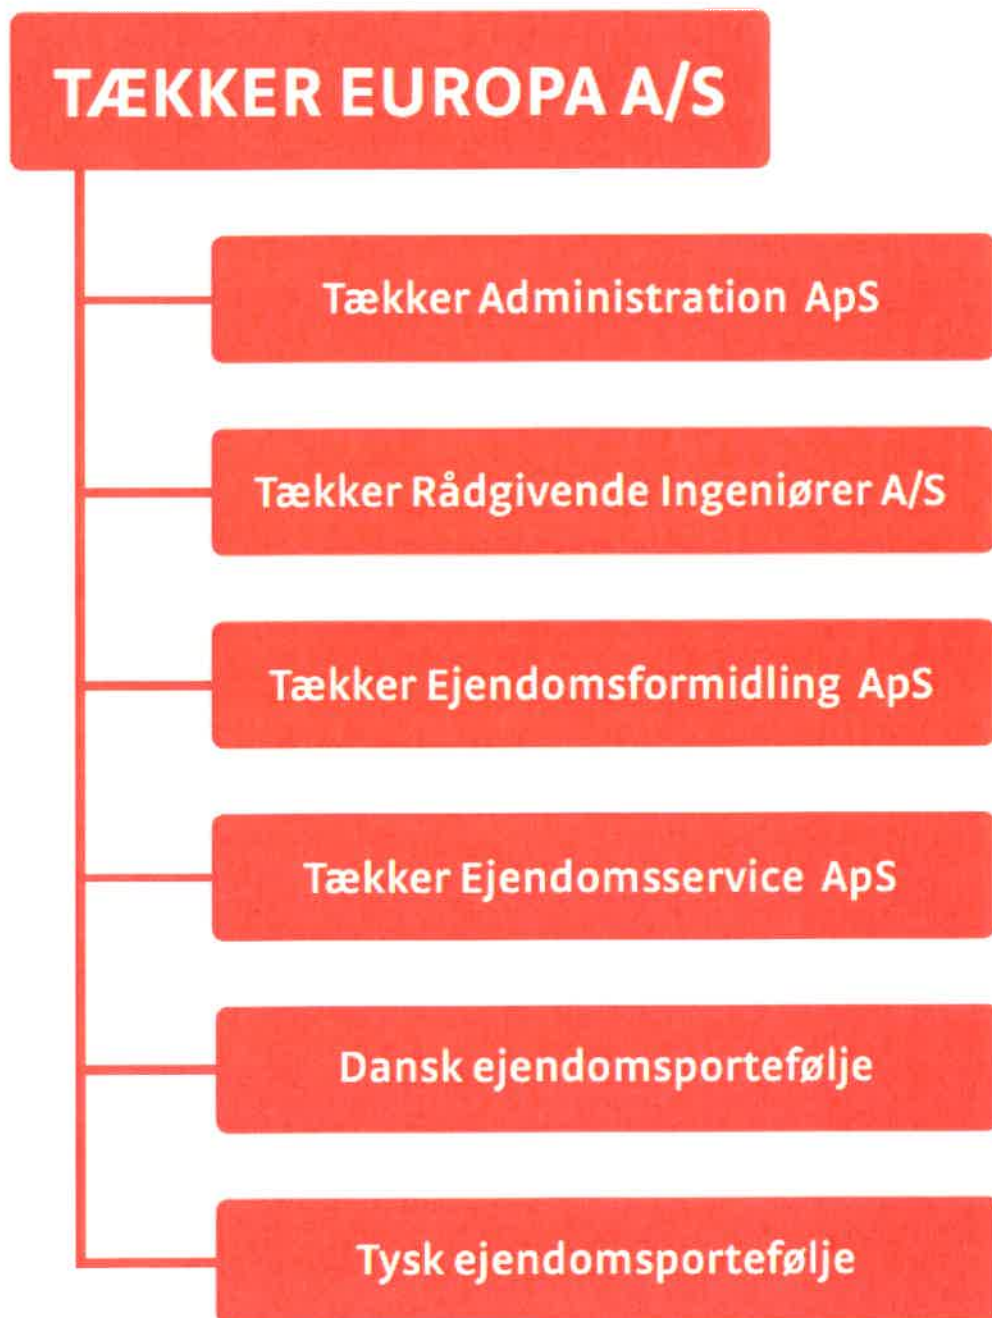 TÆKKER EUROPA A/S
Tækker Administration ApS
Tækker Rådgivende Ingeniører A/S
Tækker Ejendomsformidling ApS
Tækker Ejendomsservice ApS
Dansk ejendomsportefølje
Tysk ejendomsportefølje